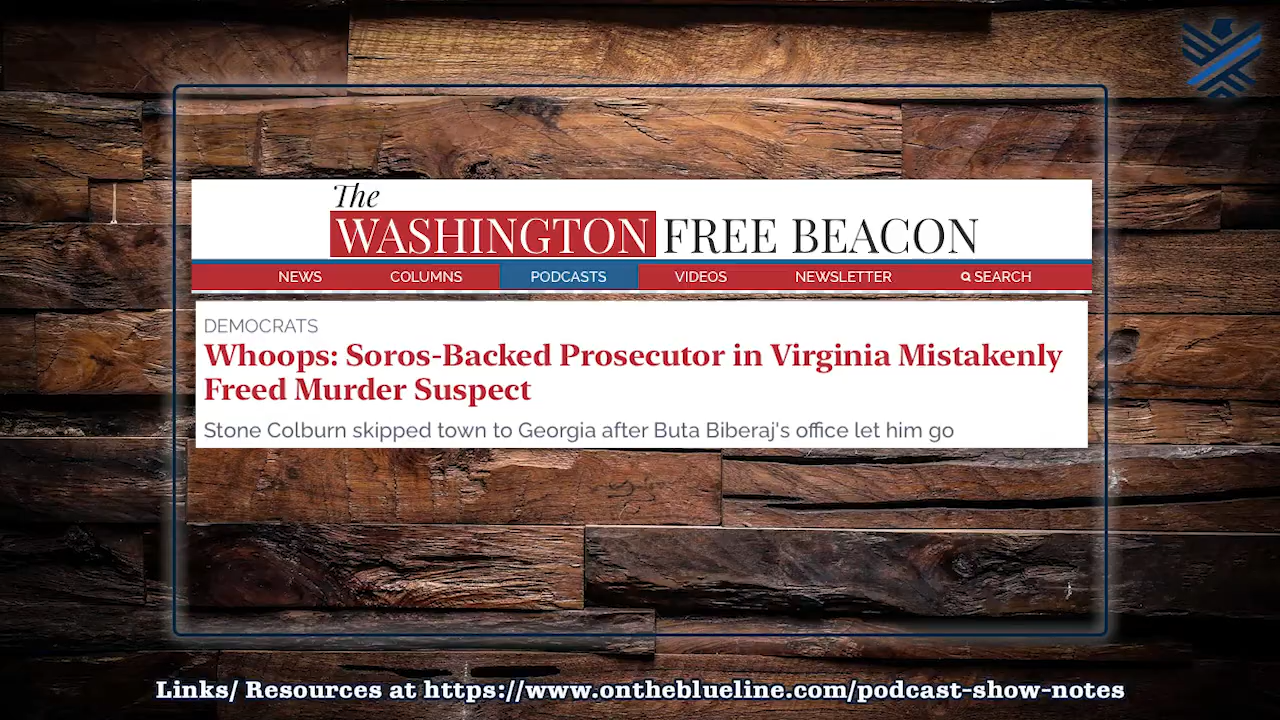 The
WASHINGTON FREE BEACON
NEWS COLUMNS PODCASTS VIDEOS NEWSLETTER SEARCH
DEMOCRATS
Whoops: Soros-Backed Prosecutor in Virginia Mistakenly
Freed Murder Suspect
Stone Colburn skipped town to Georgia after Buta Biberaj's office let him go
Links/ Resources at https://www.ontheblueline.com/podcast-show-notes